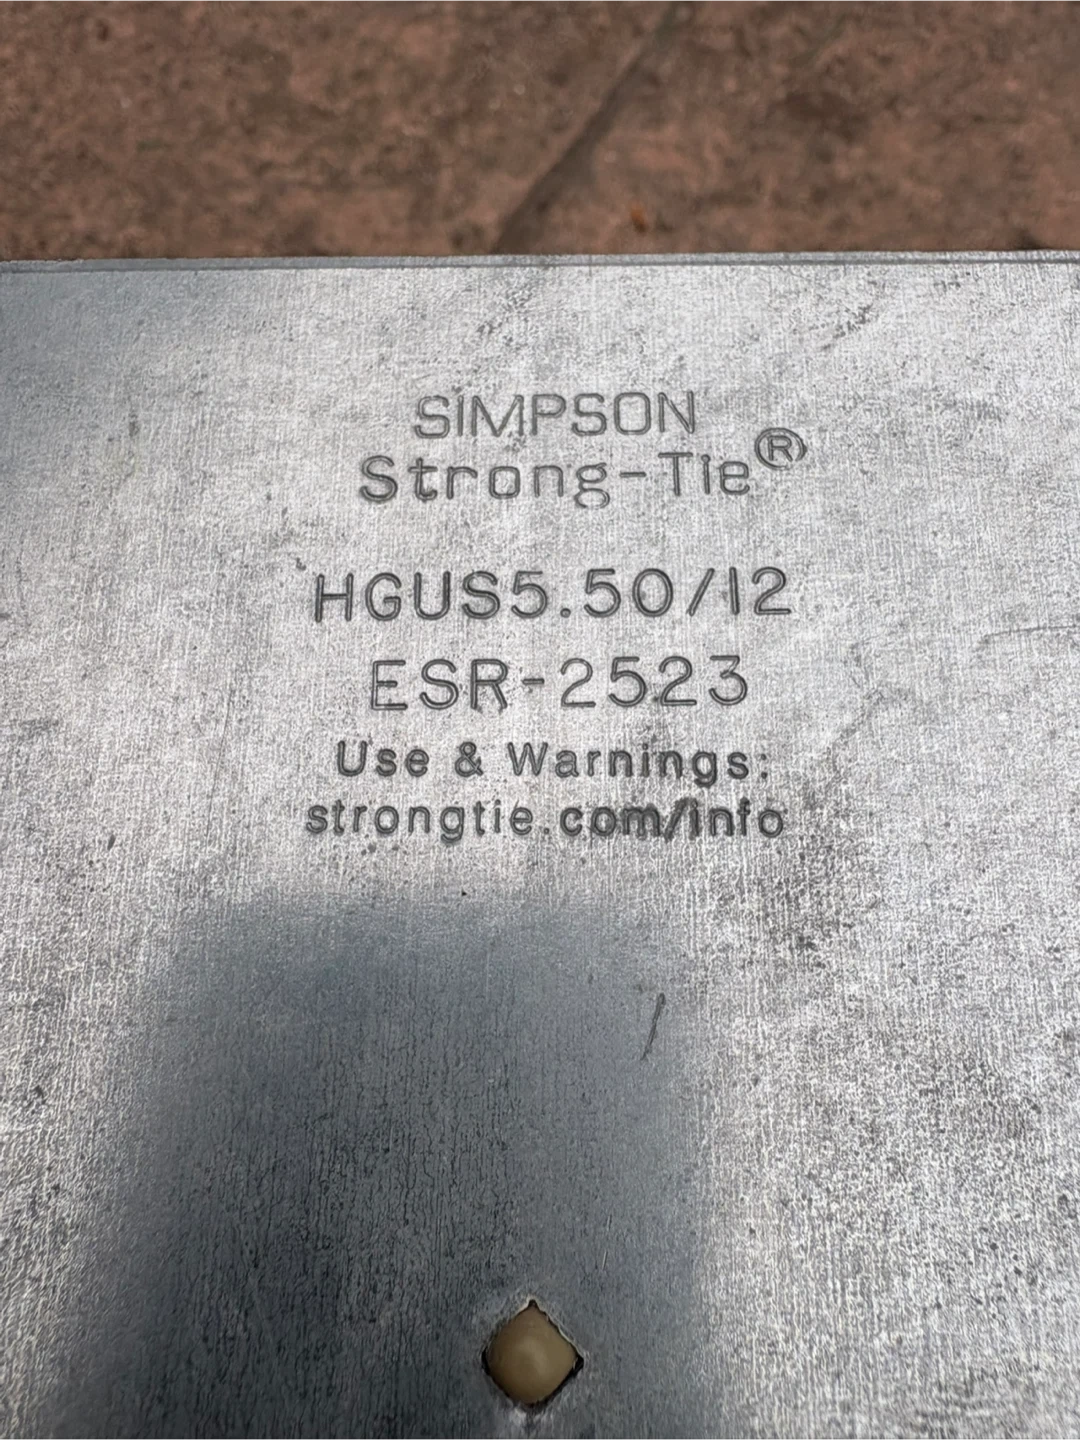 SIMPSON
Strong-Tie®
HGUS5.50/12
ESR-2523
Use & Warnings:
strongtie.com/info